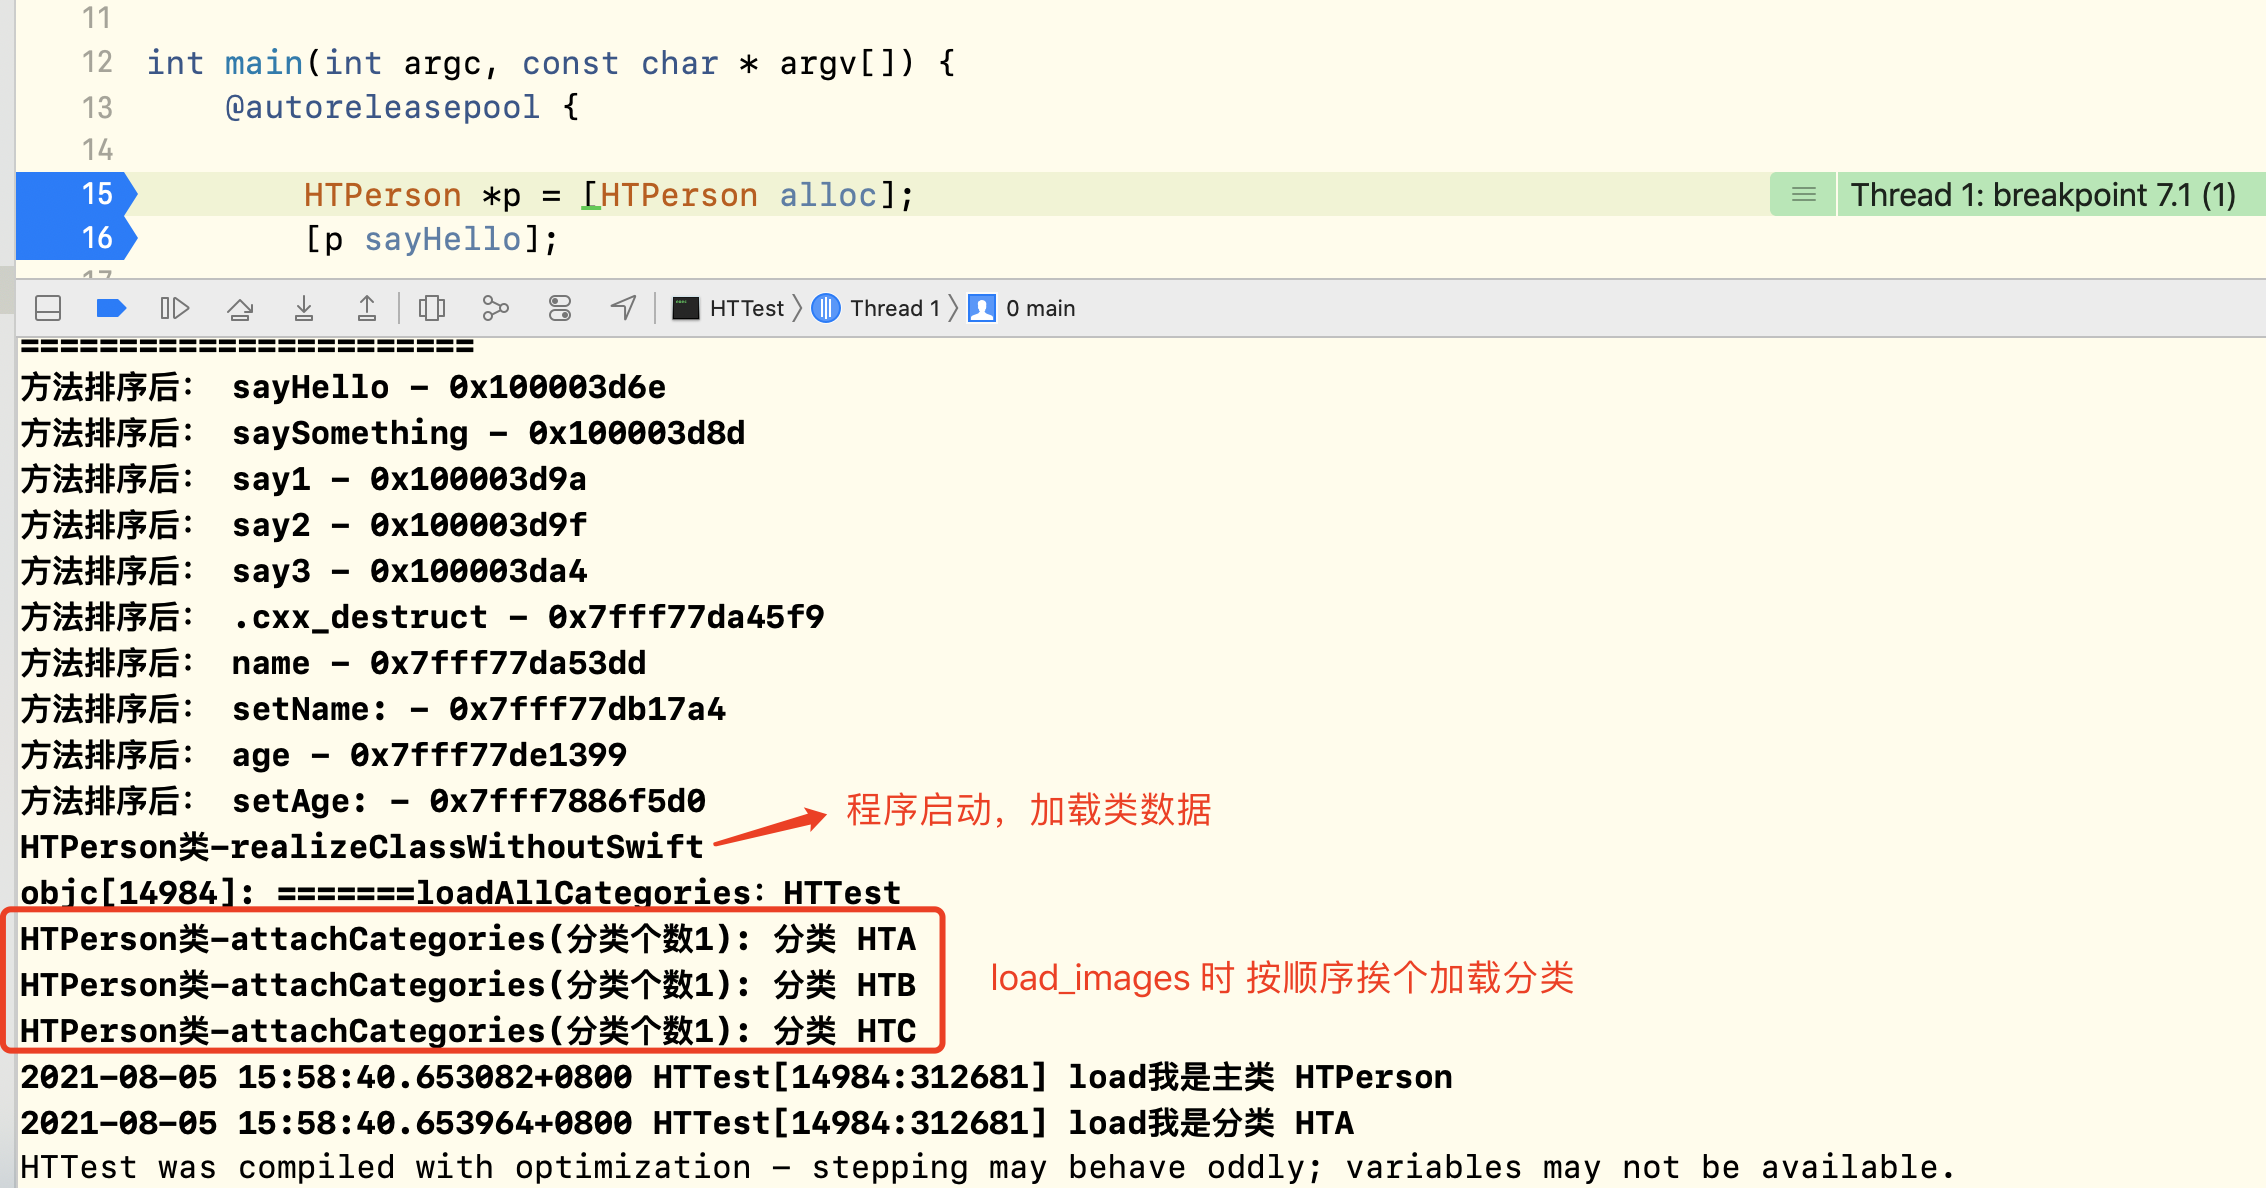 11
12 int main(int argc, const char * argv[]) {
13 @autoreleasepool {
14
15 HTPerson *p = [HTPerson alloc]; Thread 1: breakpoint 7.1 (1)
16 [p sayHello];
17
HTTest Thread 1 0 main
=======================
方法排序后： sayHello - 0x100003d6e
方法排序后： saySomething - 0x100003d8d
方法排序后： say1 - 0x100003d9a
方法排序后： say2 - 0x100003d9f
方法排序后： say3 - 0x100003da4
方法排序后： .cxx_destruct - 0x7fff77da45f9
方法排序后： name - 0x7fff77da53dd
方法排序后： setName: - 0x7fff77db17a4
方法排序后： age - 0x7fff77de1399
方法排序后： setAge: - 0x7fff7886f5d0
程序启动，加载类数据
HTPerson类-realizeClassWithoutSwift
objc[14984]: =======loadAllCategories：HTTest
HTPerson类-attachCategories(分类个数1): 分类 HTA
HTPerson类-attachCategories(分类个数1): 分类 HTB
load_images 时 按顺序挨个加载分类
HTPerson类-attachCategories(分类个数1): 分类 HTC
2021-08-05 15:58:40.653082+0800 HTTest[14984:312681] load我是主类 HTPerson
2021-08-05 15:58:40.653964+0800 HTTest[14984:312681] load我是分类 HTA
HTTest was compiled with optimization - stepping may behave oddly; variables may not be available.